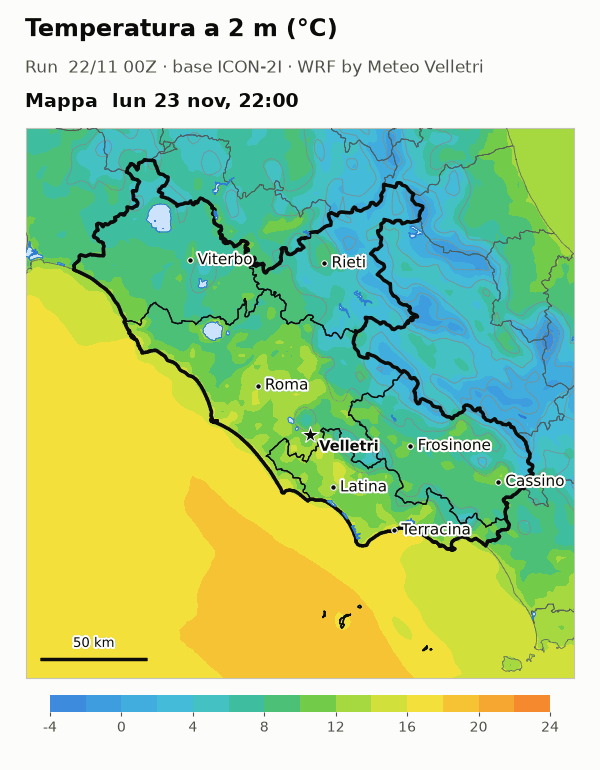 Temperatura a 2 m (°C)
Run 22/11 00Z · base ICON-2I · WRF by Meteo Velletri
Mappa lun 23 nov, 22:00
Viterbo
Rieti
Roma
Velletri
Frosinone
Cassino
Latina
Terracina
50 km
-4 0 4 8 12 16 20 24